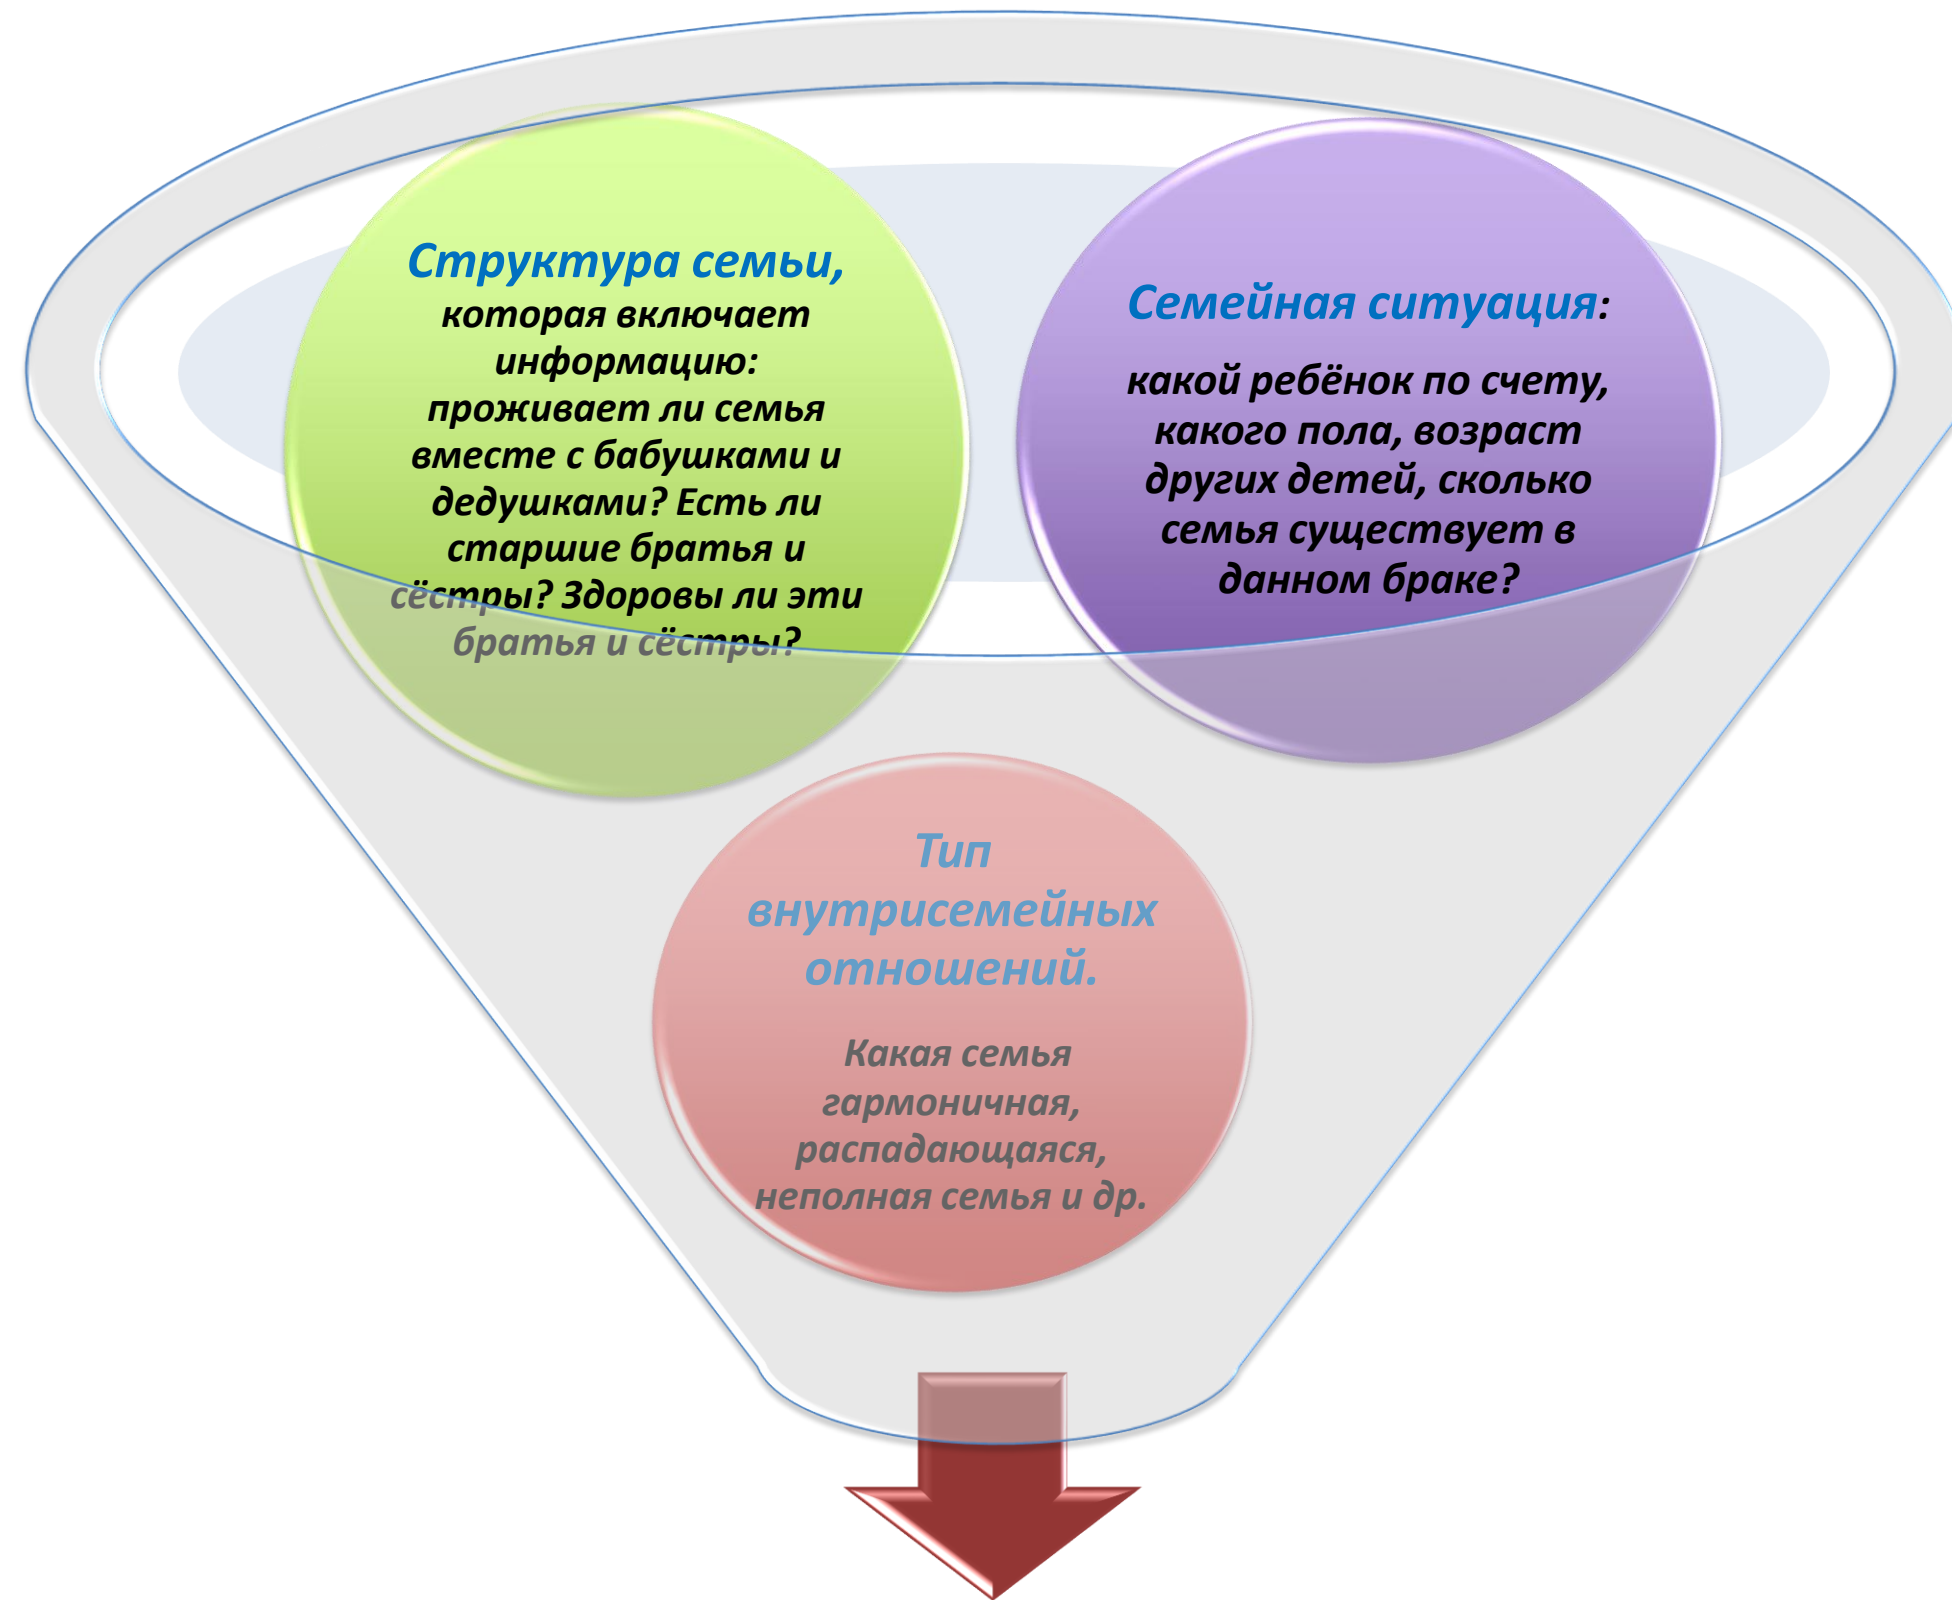 Структура семьи,
которая включает
информацию:
проживает ли семья
вместе с бабушками и
дедушками? Есть ли
старшие братья и
сёстры? Здоровы ли эти
братья и сёстры?
Семейная ситуация:
какой ребёнок по счету,
какого пола, возраст
других детей, сколько
семья существует в
данном браке?
Тип
внутрисемейных
отношений.
Какая семья
гармоничная,
распадающаяся,
неполная семья и др.